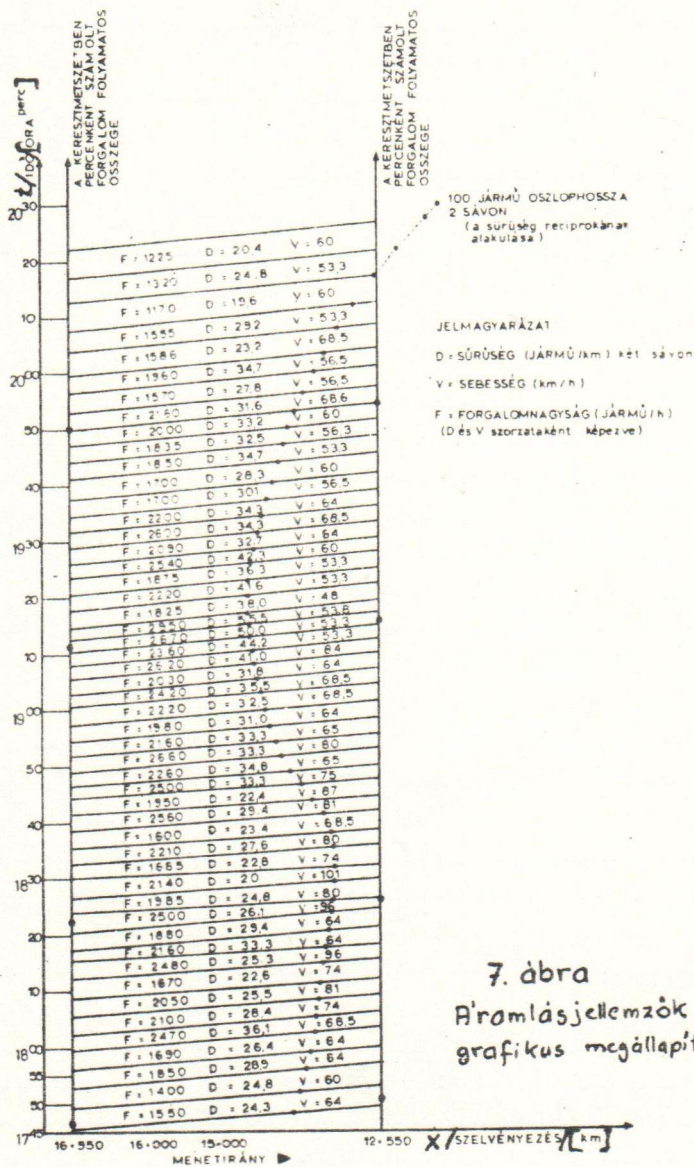 A KERESZTMETSZETBEN
PERCENKÉNT SZÁMOLT
FORGALOM FOLYAMATOS
ÖSSZEGE
A KERESZTMETSZETBEN
PERCENKÉNT SZÁMOLT
FORGALOM FOLYAMATOS
ÖSSZEGE
t/IDŐ/ÓRA perc]
20 30
20
10
20 00
50
40
19 30
20
10
19 00
50
40
18 30
20
10
18 00
55
50
17 45
100 JÁRMŰ OSZLOPHOSSZA
2 SÁVON
(a sűrűség reciprokának
alakulása)
JELMAGYARÁZAT
D = SŰRŰSÉG (JÁRMŰ/km) két sávon
V = SEBESSÉG (km/h)
F = FORGALOMNAGYSÁG (JÁRMŰ/h)
(D és V szorzataként képezve)
F = 1225 D = 20,4 V = 60
F = 1320 D = 24,8 V = 53,3
F = 1170 D = 19,6 V = 60
F = 1555 D = 29,2 V = 53,3
F = 1586 D = 23,2 V = 68,5
F = 1960 D = 34,7 V = 56,5
F = 1570 D = 27,8 V = 56,5
F = 2160 D = 31,6 V = 68,6
F = 2000 D = 33,2 V = 60
F = 1835 D = 32,5 V = 56,3
F = 1850 D = 34,7 V = 53,3
F = 1700 D = 28,3 V = 60
F = 1700 D = 301 V = 56,5
F = 2200 D = 34,3 V = 64
F = 2600 D = 34,3 V = 68,5
F = 2090 D = 32,7 V = 64
F = 2540 D = 42,3 V = 60
F = 1875 D = 36,3 V = 53,3
F = 2220 D = 41,6 V = 53,3
F = 1825 D = 38,0 V = 48
F = 2950 D = 55,5 V = 53,8
F = 2670 D = 50,0 V = 53,3
F = 2360 D = 44,2 V = 53,3
F = 2620 D = 41,0 V = 64
F = 2030 D = 31,8 V = 64
F = 2420 D = 35,5 V = 68,5
F = 2220 D = 32,5 V = 68,5
F = 1980 D = 31,0 V = 64
F = 2160 D = 33,3 V = 65
F = 2660 D = 33,3 V = 80
F = 2260 D = 34,8 V = 65
F = 2500 D = 33,3 V = 75
F = 1950 D = 22,4 V = 87
F = 2560 D = 29,4 V = 81
F = 1600 D = 23,4 V = 68,5
F = 2210 D = 27,6 V = 80
F = 1665 D = 22,8 V = 74
F = 2140 D = 20 V = 101
F = 1985 D = 24,8 V = 80
F = 2500 D = 26,1 V = 96
F = 1880 D = 29,4 V = 64
F = 2160 D = 33,3 V = 64
F = 2480 D = 25,3 V = 96
F = 1670 D = 22,6 V = 74
F = 2050 D = 25,5 V = 81
F = 2100 D = 28,4 V = 74
F = 2470 D = 36,1 V = 68,5
F = 1690 D = 26,4 V = 64
F = 1850 D = 28,9 V = 64
F = 1400 D = 24,8 V = 60
F = 1550 D = 24,3 V = 64
7. ábra
Áramlásjellemzők
grafikus megállapít
16+950 16+000 15+000 12+550 X/SZELVÉNYEZÉS/[km]
MENETIRÁNY